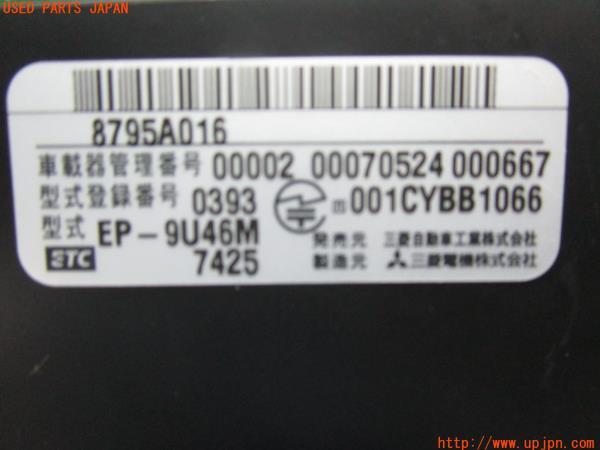 USED PARTS JAPAN
8795A016
車載器管理番号 00002 00070524 000667
型式登録番号 0393 001CYBB1066
型式 EP-9U46M 発売元 三菱自動車工業株式会社
ETC 7425 製造元 三菱電機株式会社
(C) www.upjpn.com